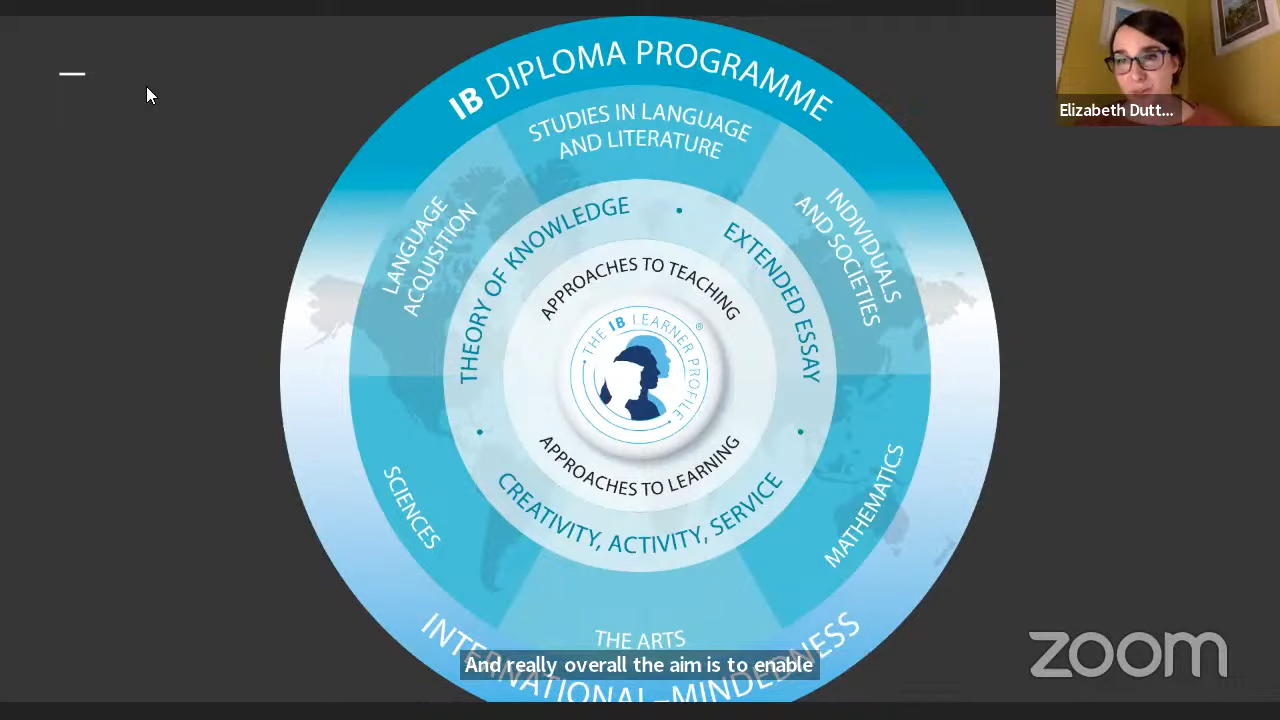 IB DIPLOMA PROGRAMME
STUDIES IN LANGUAGE
AND LITERATURE
LANGUAGE
ACQUISITION
INDIVIDUALS
AND SOCIETIES
THEORY OF KNOWLEDGE
EXTENDED ESSAY
APPROACHES TO TEACHING
THE IB LEARNER PROFILE®
APPROACHES TO LEARNING
CREATIVITY, ACTIVITY, SERVICE
SCIENCES
MATHEMATICS
THE ARTS
INTERNATIONAL-MINDEDNESS
And really overall the aim is to enable
Elizabeth Dutt...
zoom